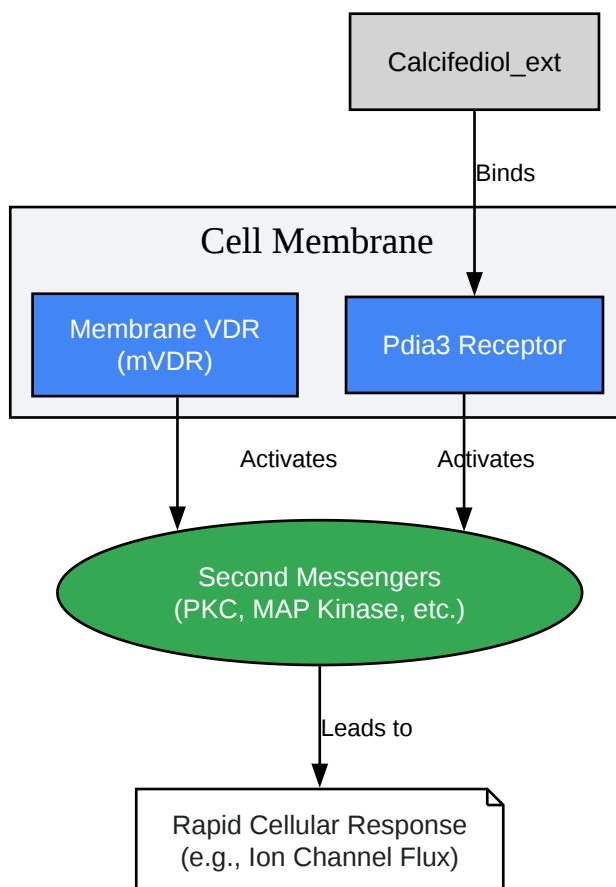 Calcifediol_ext
Binds
Cell Membrane
Membrane VDR
(mVDR)
Pdia3 Receptor
Activates
Activates
Second Messengers
(PKC, MAP Kinase, etc.)
Leads to
Rapid Cellular Response
(e.g., Ion Channel Flux)